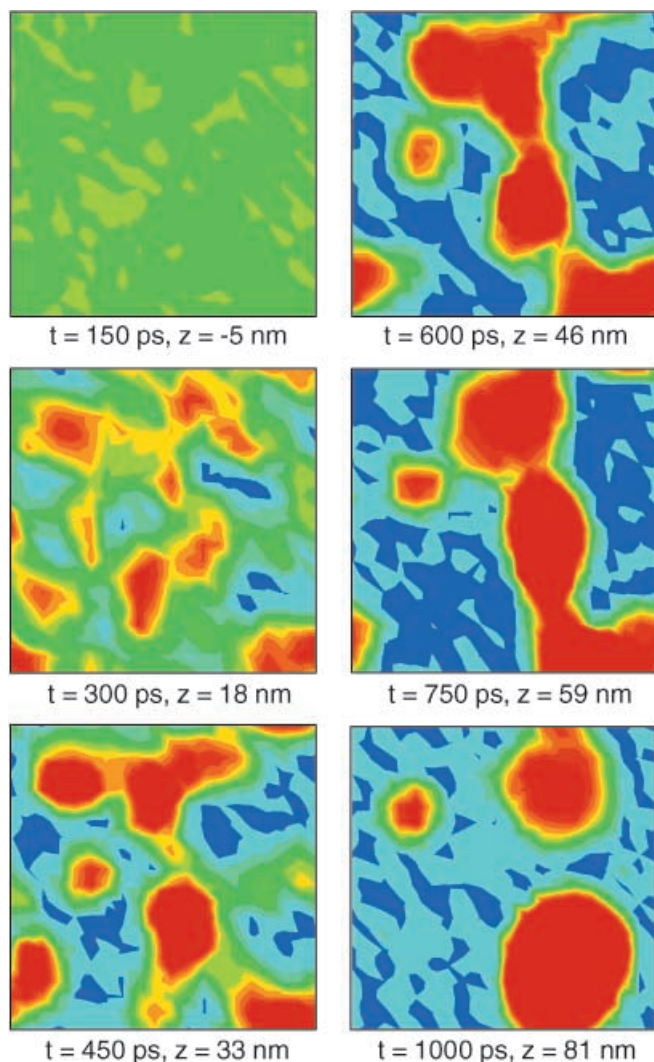 t = 150 ps, z = -5 nm
t = 600 ps, z = 46 nm
t = 300 ps, z = 18 nm
t = 750 ps, z = 59 nm
t = 450 ps, z = 33 nm
t = 1000 ps, z = 81 nm